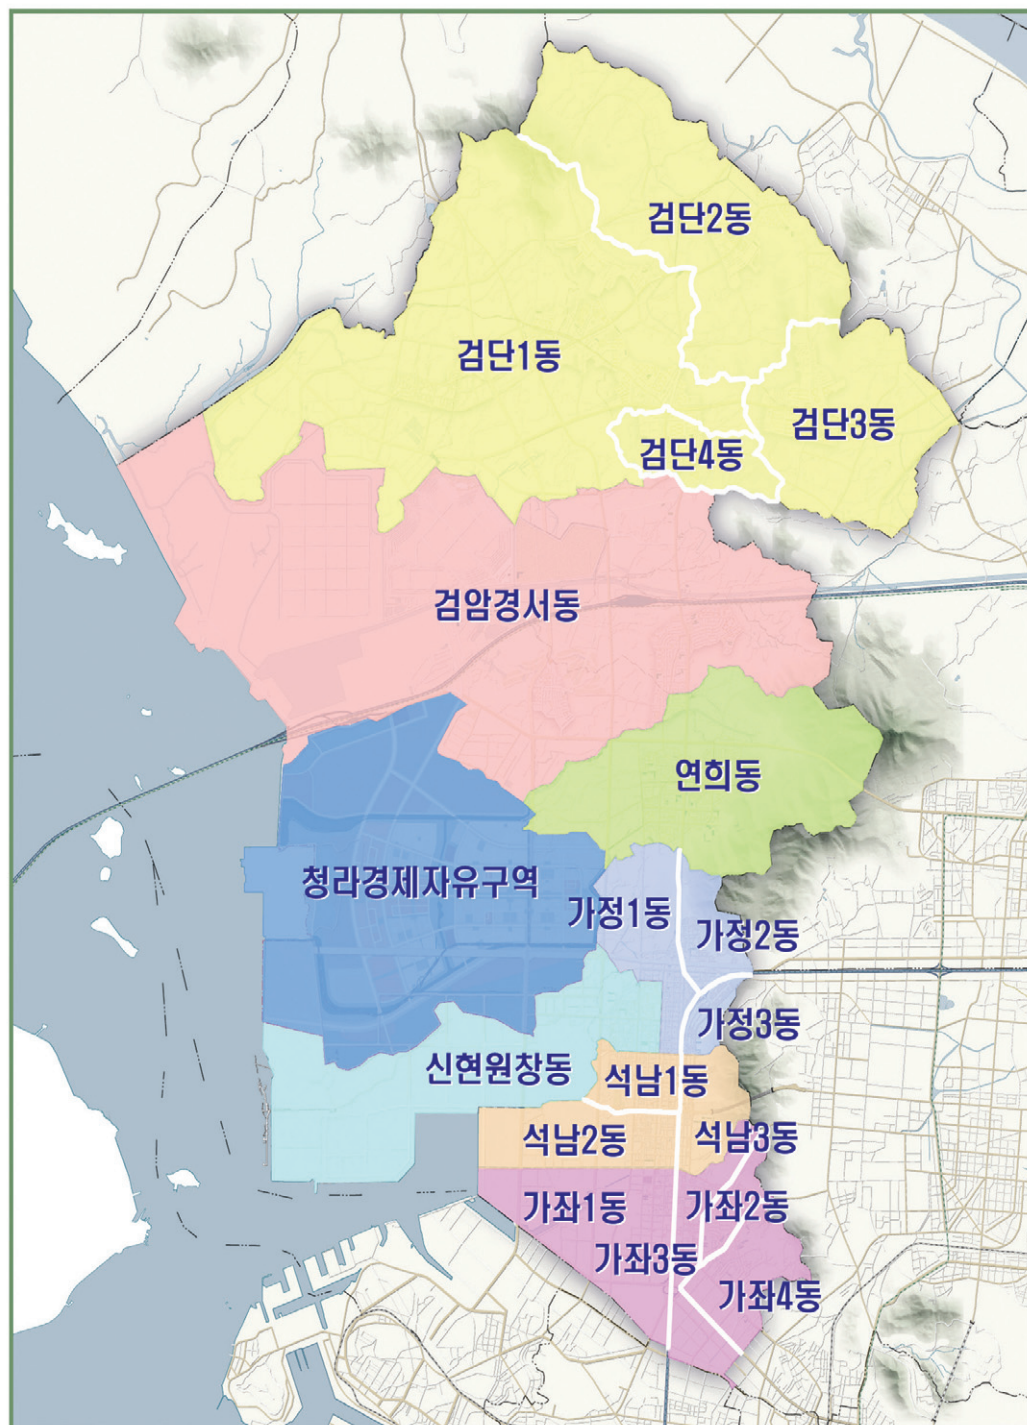 검단2동
검단1동
검단3동
검단4동
검암경서동
연희동
청라경제자유구역
가정1동
가정2동
가정3동
신현원창동
석남1동
석남2동
석남3동
가좌1동
가좌2동
가좌3동
가좌4동